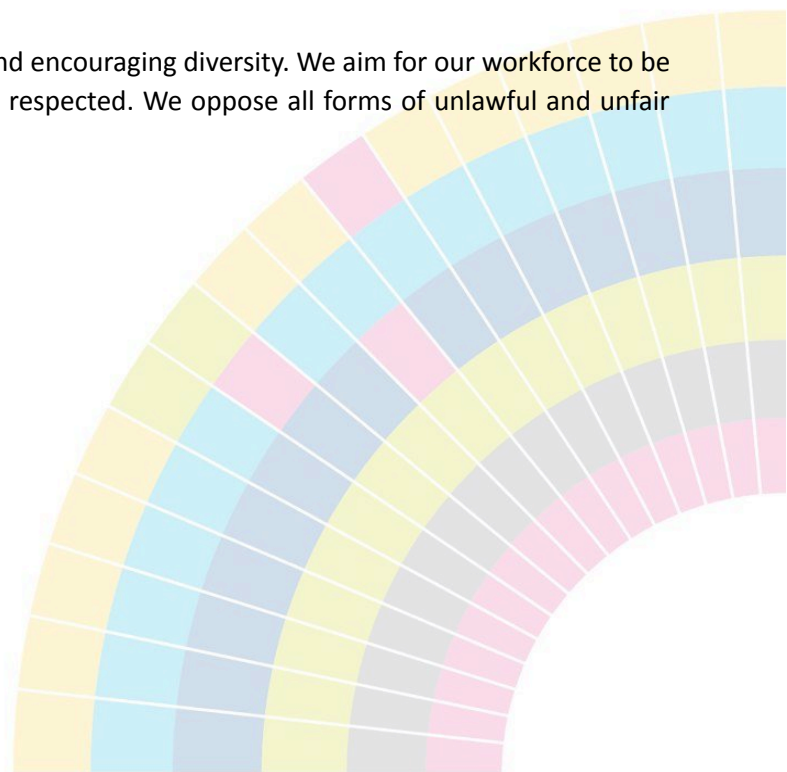 nd encouraging diversity. We aim for our workforce to be
respected. We oppose all forms of unlawful and unfair